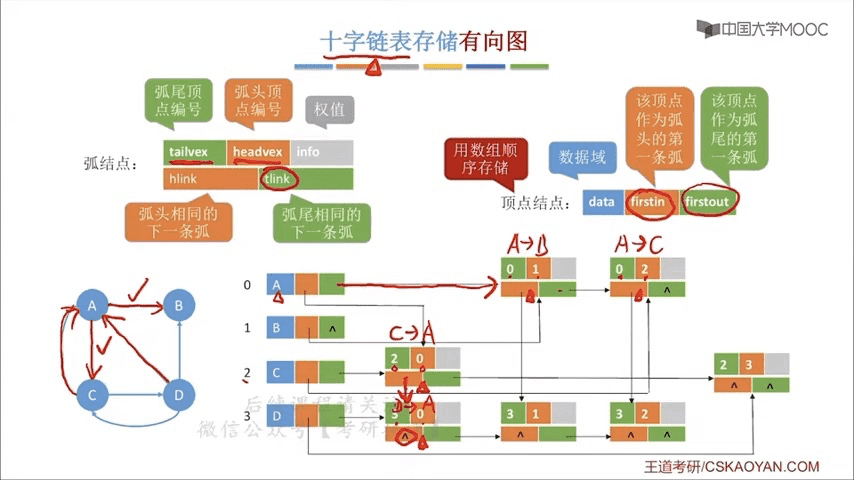 中国大学MOOC
十字链表存储有向图
弧尾顶
点编号
弧头顶
点编号
权值
该顶点
作为弧
头的第
一条弧
该顶点
作为弧
尾的第
一条弧
用数组顺
序存储
数据域
弧结点：
tailvex headvex info
hlink tlink
顶点结点：
data firstin firstout
弧头相同的
下一条弧
弧尾相同的
下一条弧
A→B A→C
0 A 0 1 0 2
^
A B
1 B ^
C→A
2 0
2 C 2 3
^ ^
C D
D→A
3 D 3 0 3 1 3 2
^ ^ ^ ^
后续课程请关注
微信公众号【考研
王道考研/CSKAOYAN.COM